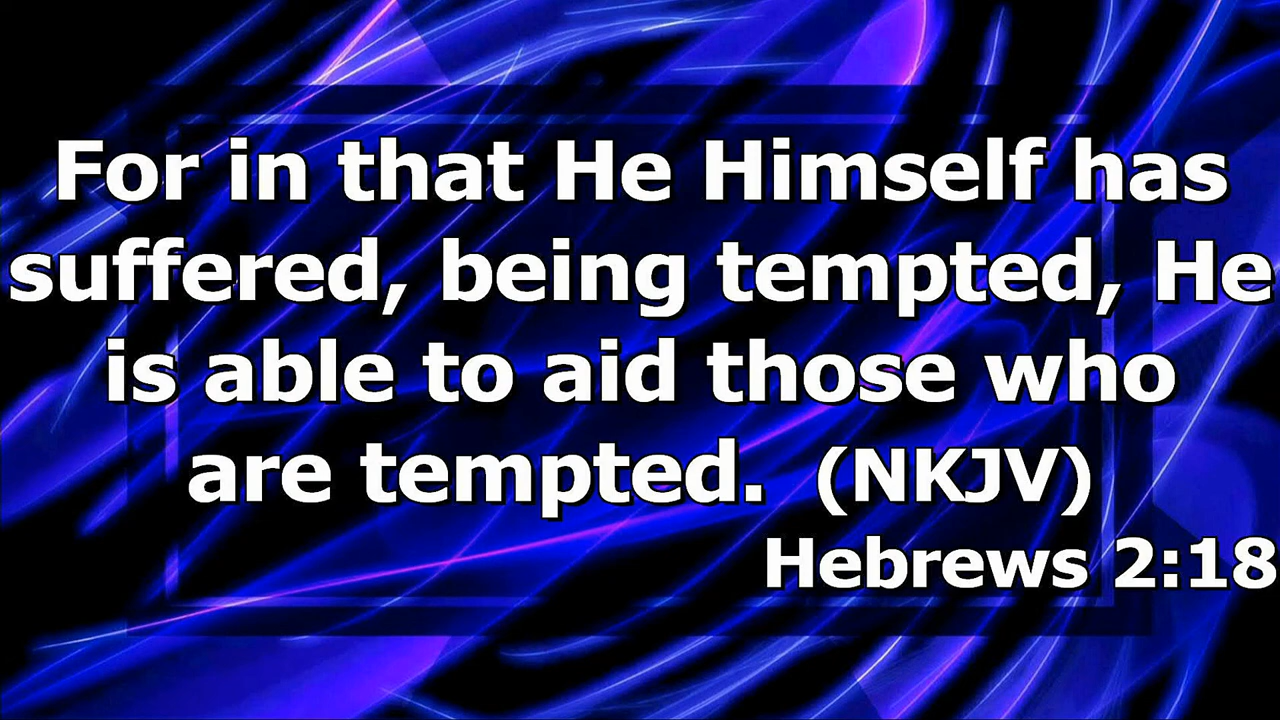 For in that He Himself has
suffered, being tempted, He
is able to aid those who
are tempted. (NKJV)
Hebrews 2:18